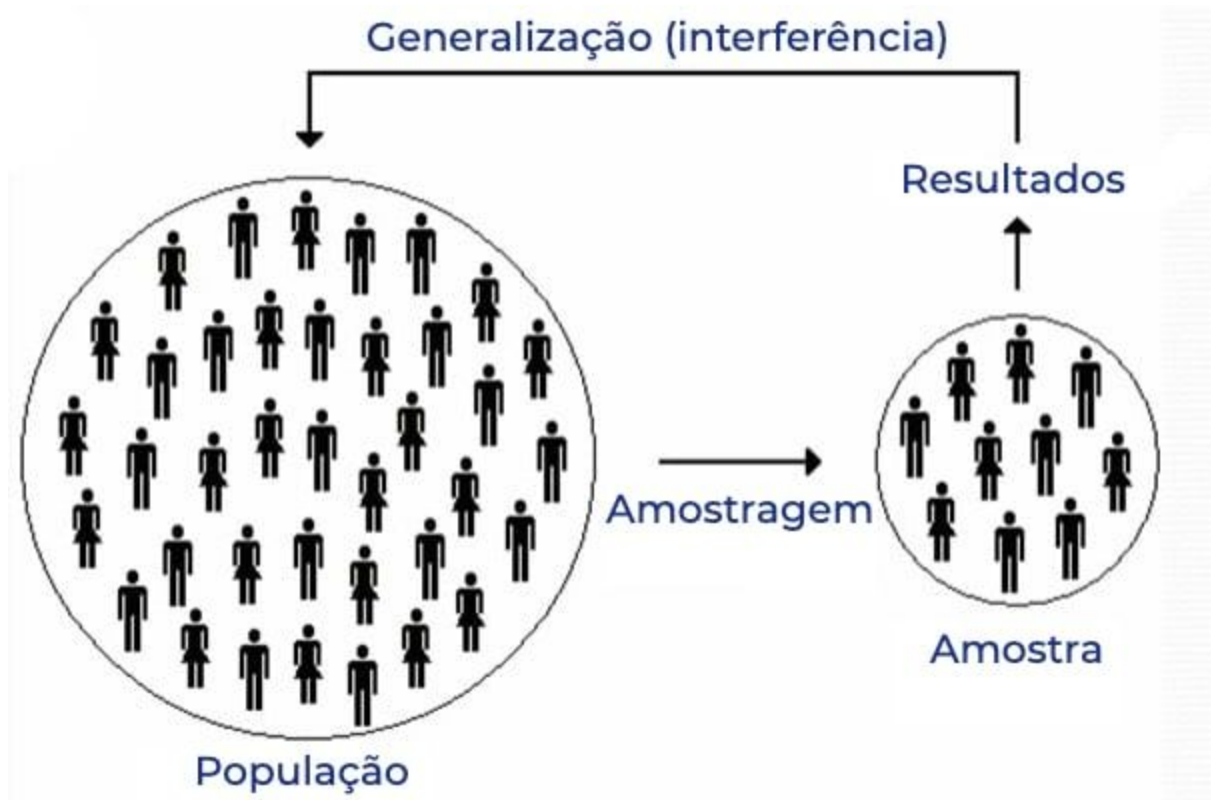 Generalização (interferência)
Resultados
Amostragem
Amostra
População